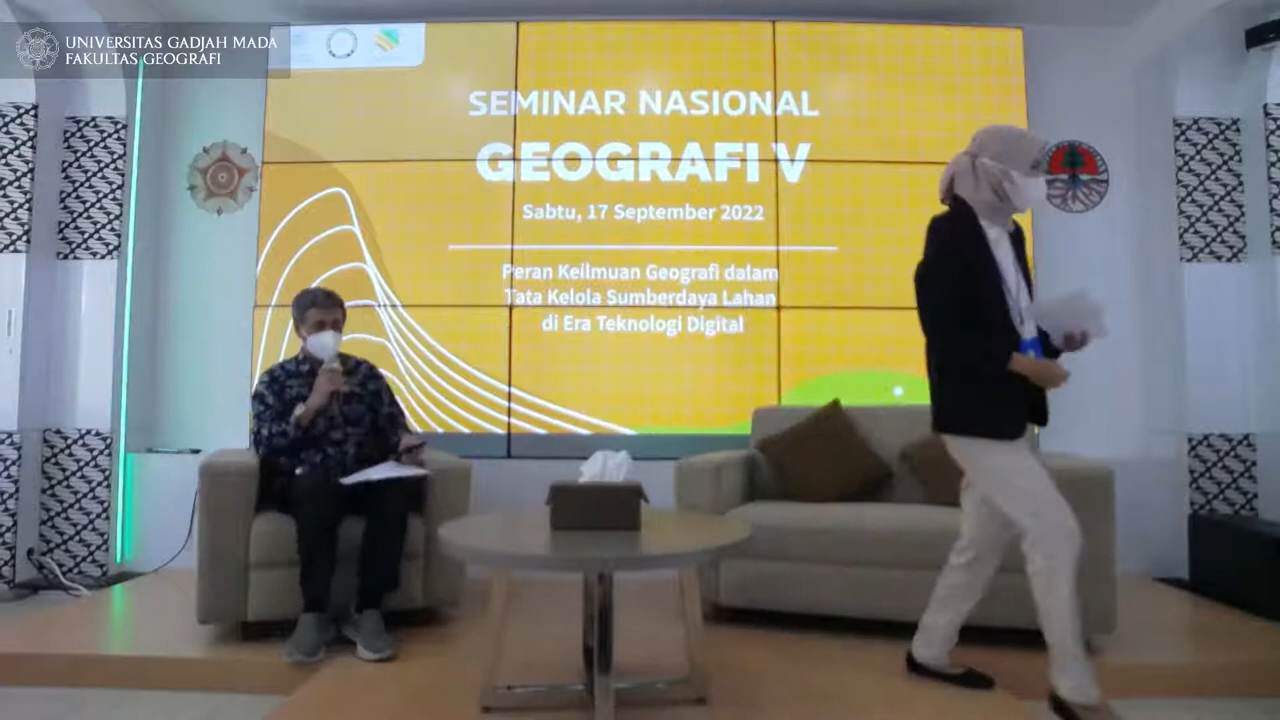 UNIVERSITAS GADJAH MADA
FAKULTAS GEOGRAFI
SEMINAR NASIONAL
GEOGRAFI V
Sabtu, 17 September 2022
Peran Keilmuan Geografi dalam
Tata Kelola Sumberdaya Lahan
di Era Teknologi Digital